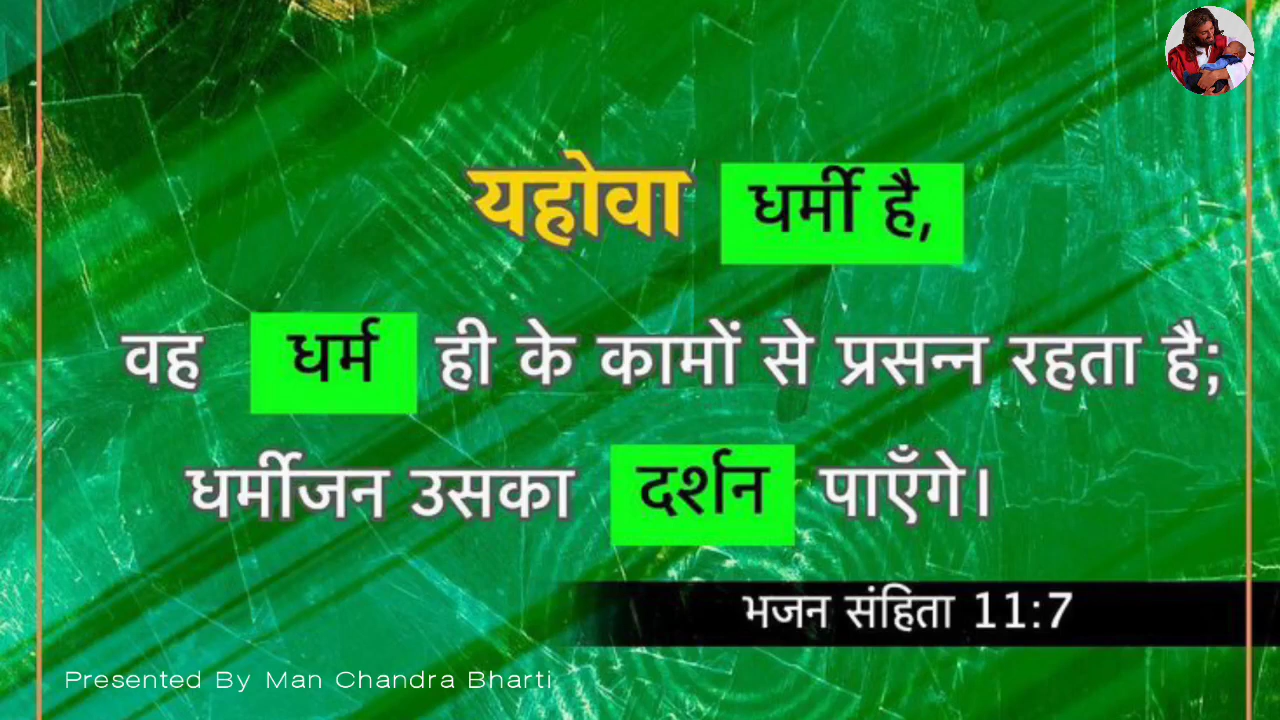 यहोवा धर्मी है,
वह धर्म ही के कामों से प्रसन्न रहता है;
धर्मीजन उसका दर्शन पाएँगे।
भजन संहिता 11:7
Presented By Man Chandra Bharti